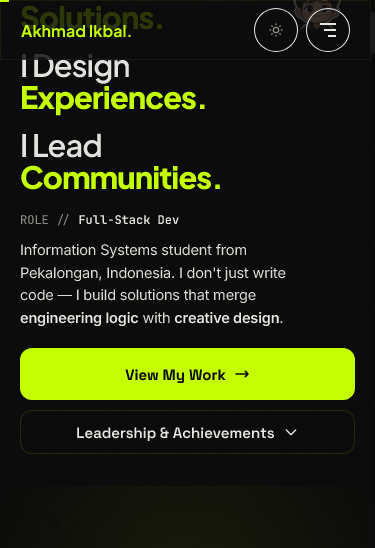 Solutions.
Akhmad Ikbal.
I Design
Experiences.
I Lead
Communities.
ROLE // Full-Stack Dev
Information Systems student from
Pekalongan, Indonesia. I don't just write
code — I build solutions that merge
engineering logic with creative design.
View My Work →
Leadership & Achievements